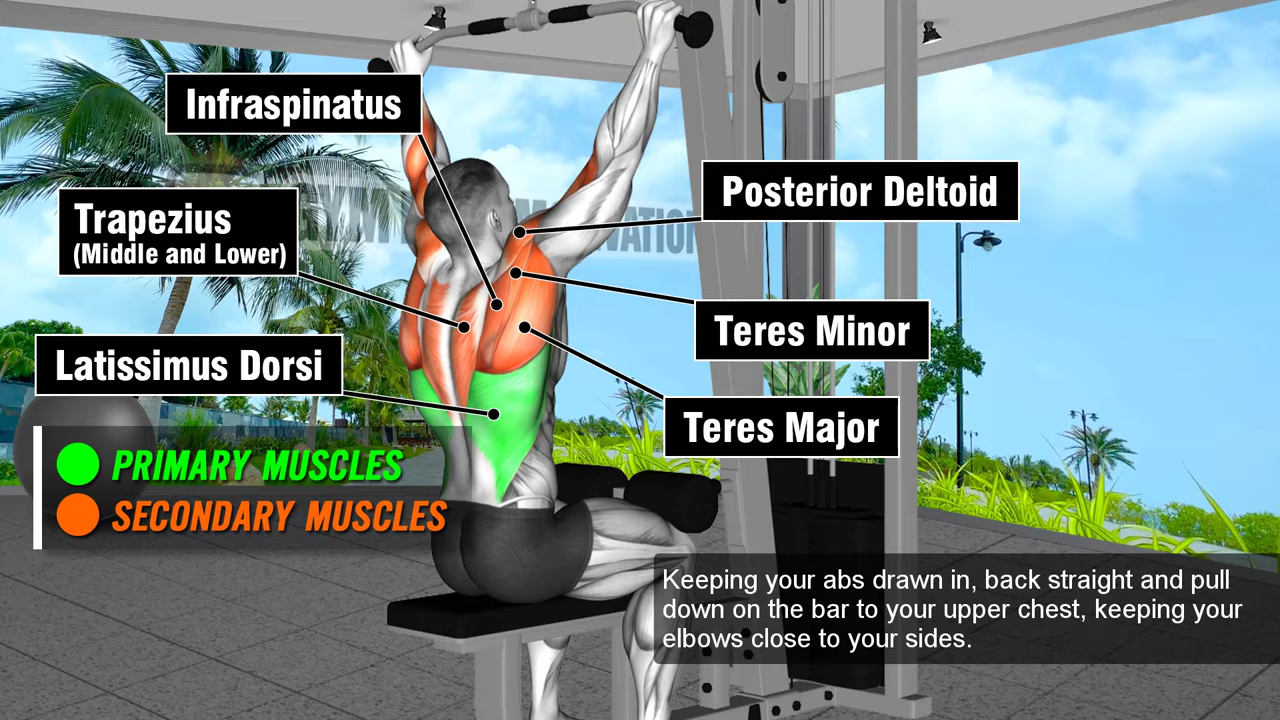 Infraspinatus
Trapezius
(Middle and Lower)
Latissimus Dorsi
Posterior Deltoid
Teres Minor
Teres Major
PRIMARY MUSCLES
SECONDARY MUSCLES
Keeping your abs drawn in, back straight and pull
down on the bar to your upper chest, keeping your
elbows close to your sides.